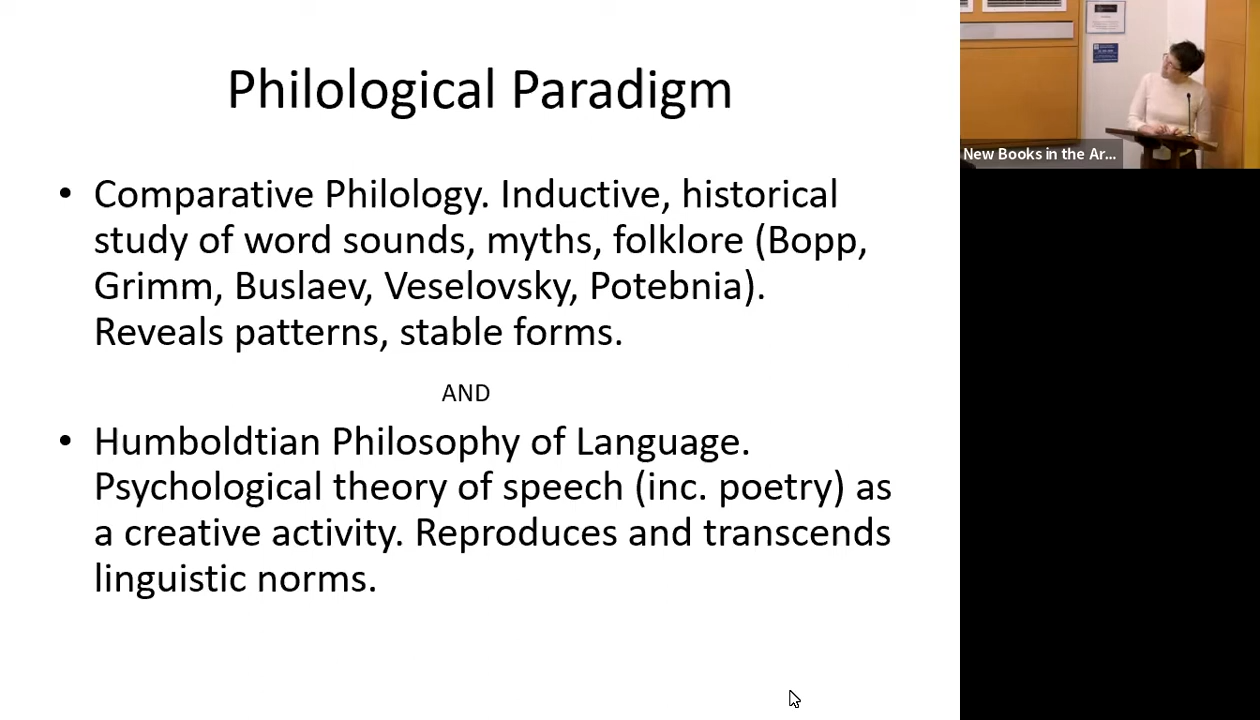 Philological Paradigm
• Comparative Philology. Inductive, historical
study of word sounds, myths, folklore (Bopp,
Grimm, Buslaev, Veselovsky, Potebnia).
Reveals patterns, stable forms.
AND
• Humboldtian Philosophy of Language.
Psychological theory of speech (inc. poetry) as
a creative activity. Reproduces and transcends
linguistic norms.
New Books in the Ar...